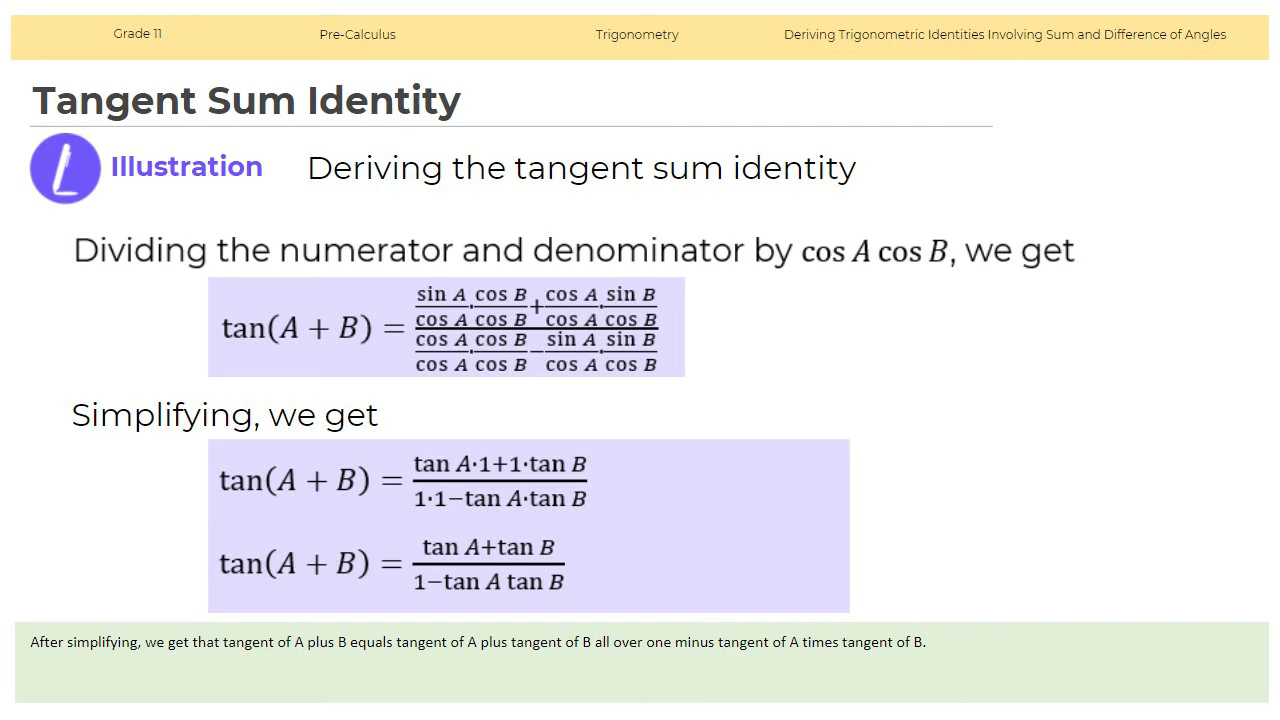 Grade 11 Pre-Calculus Trigonometry Deriving Trigonometric Identities Involving Sum and Difference of Angles
Tangent Sum Identity
Illustration Deriving the tangent sum identity
Dividing the numerator and denominator by cos A cos B, we get
sin A cos B cos A sin B
―――·―――+―――·―――
cos A cos B cos A cos B
tan(A + B) =
cos A cos B sin A sin B
―――·―――−―――·―――
cos A cos B cos A cos B
Simplifying, we get
tan A·1+1·tan B
tan(A + B) =
1·1−tan A·tan B
tan A+tan B
tan(A + B) =
1−tan A tan B
After simplifying, we get that tangent of A plus B equals tangent of A plus tangent of B all over one minus tangent of A times tangent of B.